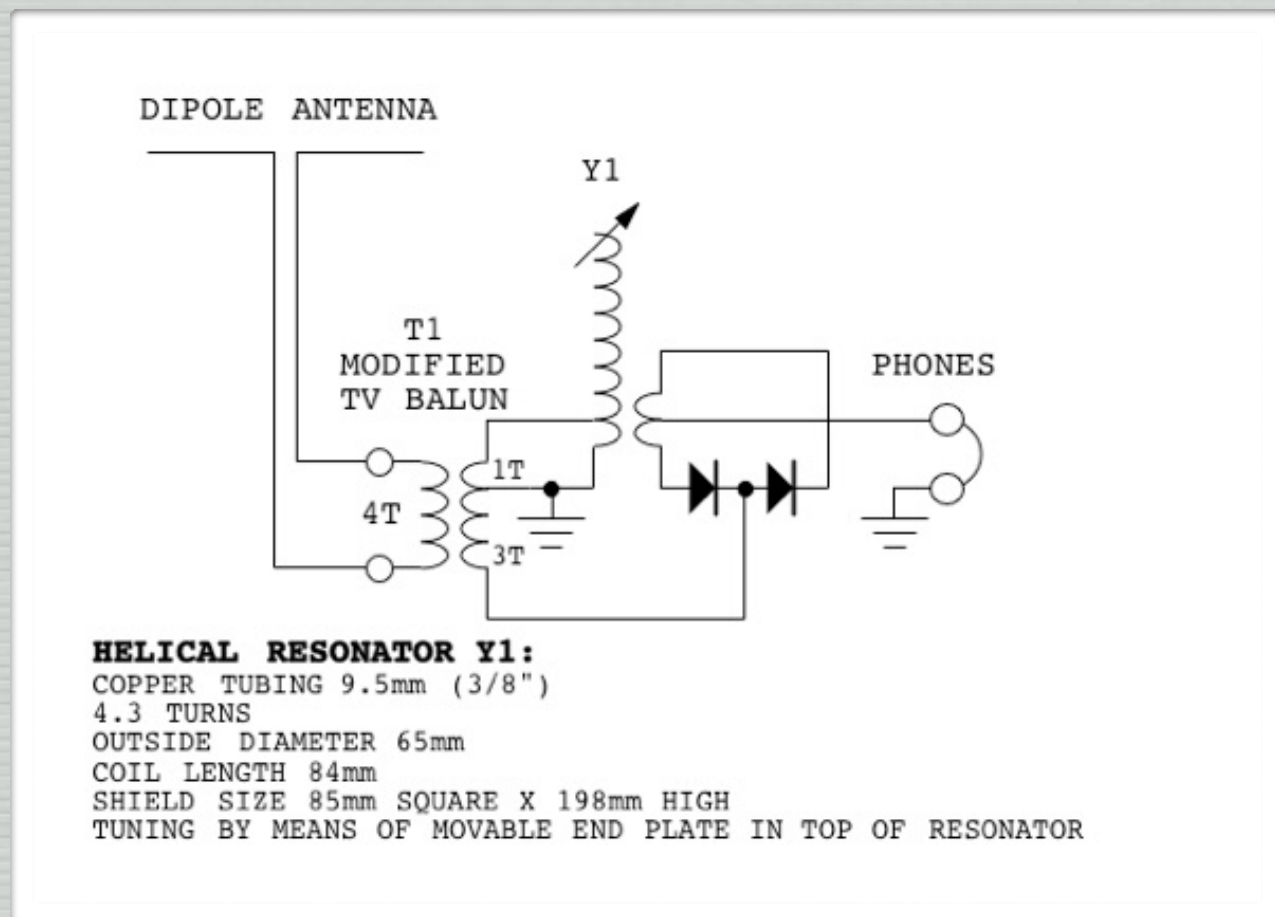 DIPOLE ANTENNA
Y1
T1
MODIFIED
TV BALUN
PHONES
1T
4T
3T
HELICAL RESONATOR Y1:
COPPER TUBING 9.5mm (3/8")
4.3 TURNS
OUTSIDE DIAMETER 65mm
COIL LENGTH 84mm
SHIELD SIZE 85mm SQUARE X 198mm HIGH
TUNING BY MEANS OF MOVABLE END PLATE IN TOP OF RESONATOR